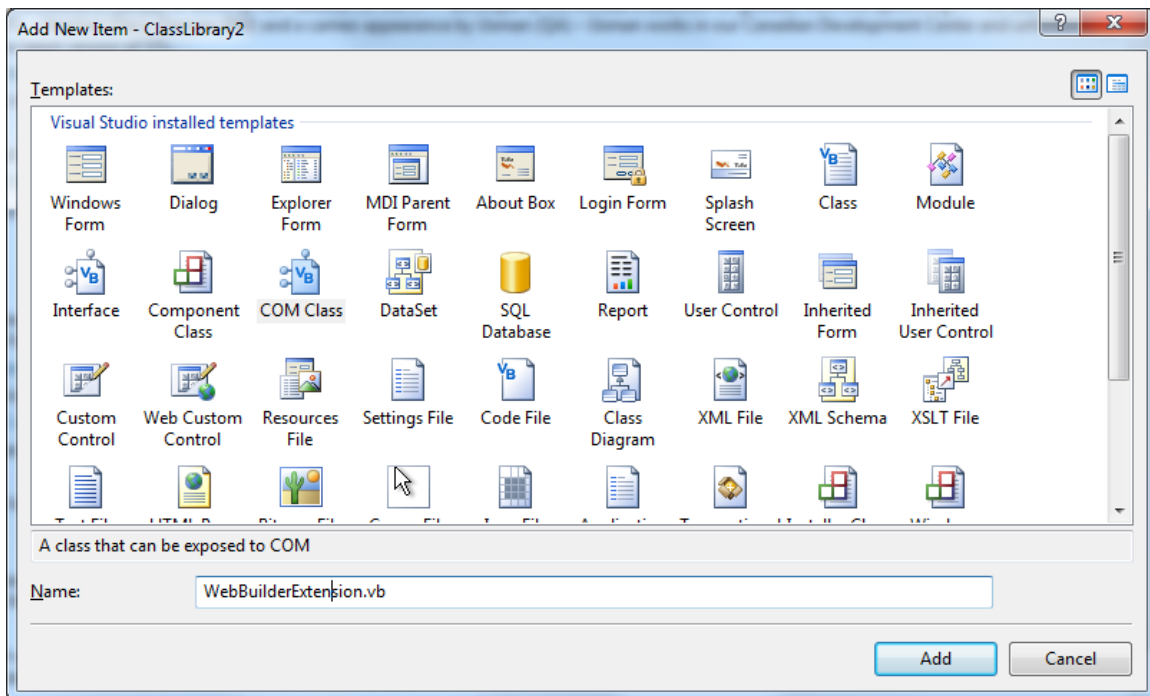 Add New Item - ClassLibrary2
Templates:
Visual Studio installed templates
Windows Form
Dialog
Explorer Form
MDI Parent Form
About Box
Login Form
Splash Screen
Class
Module
Interface
Component Class
COM Class
DataSet
SQL Database
Report
User Control
Inherited Form
Inherited User Control
Custom Control
Web Custom Control
Resources File
Settings File
Code File
Class Diagram
XML File
XML Schema
XSLT File
A class that can be exposed to COM
Name:
WebBuilderExtension.vb
Add
Cancel